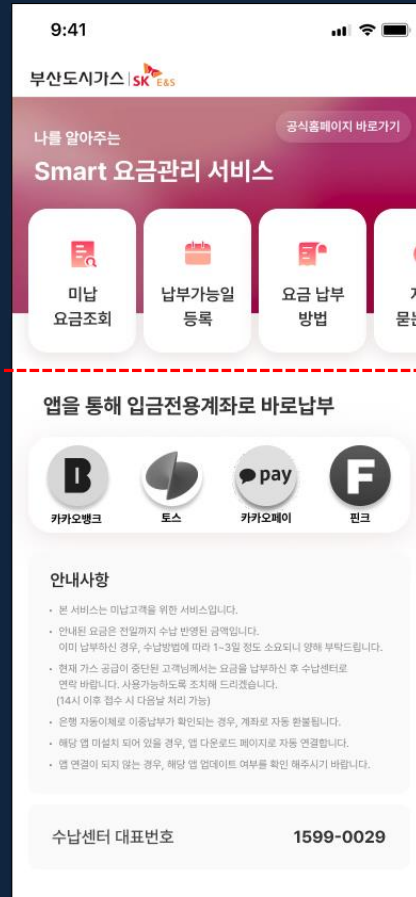 9:41
부산도시가스 SK E&S
나를 알아주는
공식홈페이지 바로가기
Smart 요금관리 서비스
미납
요금조회
납부가능일
등록
요금 납부
방법
앱을 통해 입금전용계좌로 바로납부
B
pay
F
카카오뱅크
토스
카카오페이
핀크
안내사항
• 본 서비스는 미납고객을 위한 서비스입니다.
• 안내된 요금은 전일까지 수납 반영된 금액입니다.
이미 납부하신 경우, 수납방법에 따라 1~3일 정도 소요되니 양해 부탁드립니다.
• 현재 가스 공급이 중단된 고객님께서는 요금을 납부하신 후 수납센터로
연락 바랍니다. 사용가능하도록 조치해 드리겠습니다.
(14시 이후 접수 시 다음날 처리 가능)
• 은행 자동이체로 이중납부가 확인되는 경우, 계좌로 자동 환불됩니다.
• 해당 앱 미설치 되어 있을 경우, 앱 다운로드 페이지로 자동 연결합니다.
• 앱 연결이 되지 않는 경우, 해당 앱 업데이트 여부를 확인 해주시기 바랍니다.
수납센터 대표번호
1599-0029